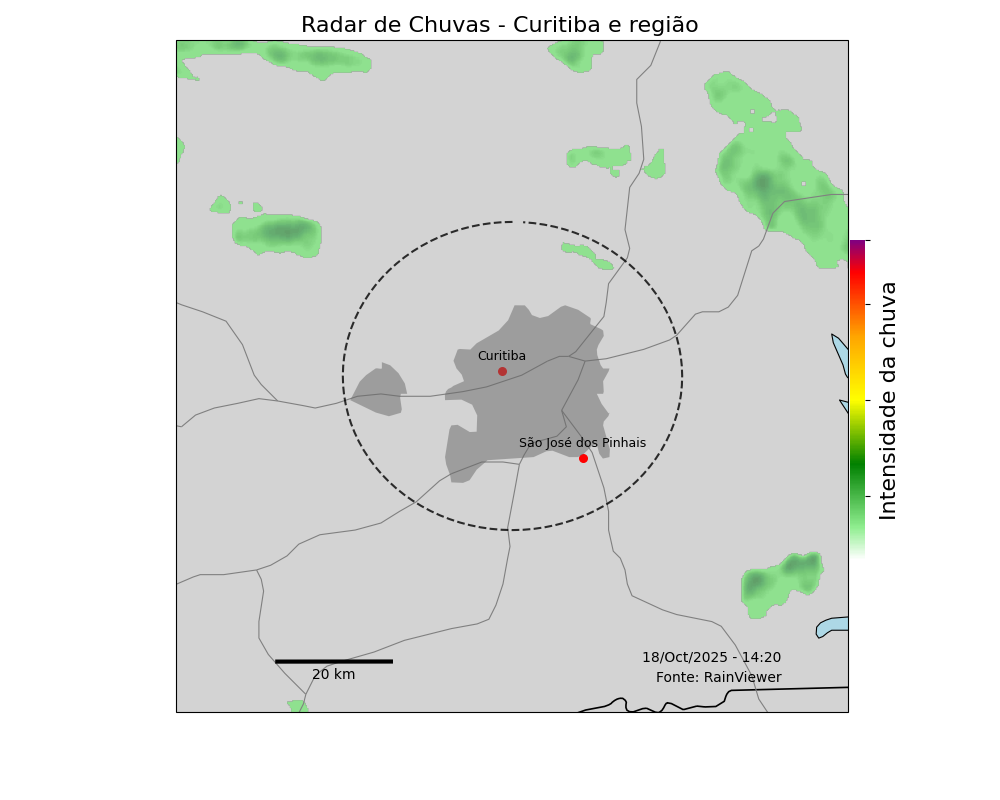 Radar de Chuvas - Curitiba e região
Curitiba
São José dos Pinhais
Intensidade da chuva
18/Oct/2025 - 14:20
Fonte: RainViewer
20 km